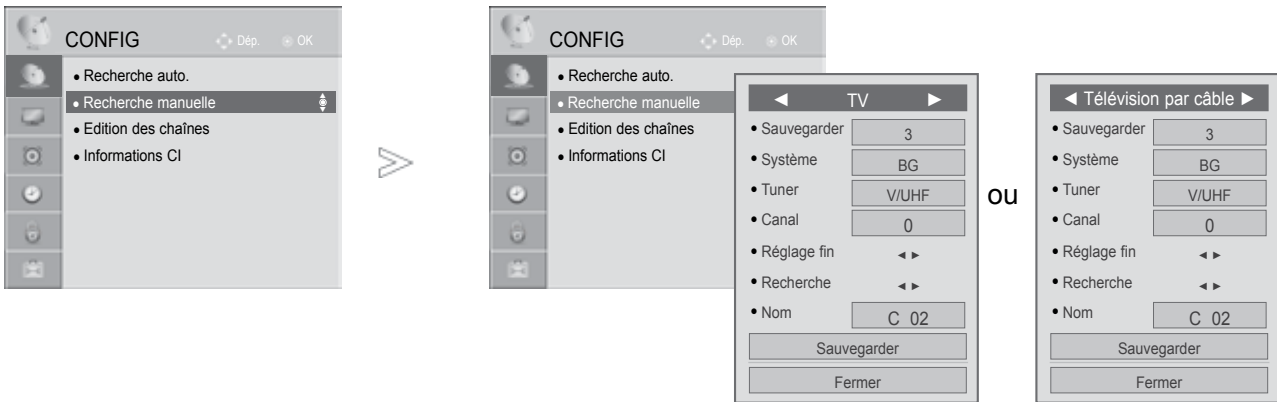 CONFIG
Dép. OK
• Recherche auto.
• Recherche manuelle
• Edition des chaînes
• Informations CI
CONFIG
Dép. OK
• Recherche auto.
• Recherche manuelle
• Edition des chaînes
• Informations CI
◄ TV ►
• Sauvegarder 3
• Système BG
• Tuner V/UHF
• Canal 0
• Réglage fin ◄ ►
• Recherche ◄ ►
• Nom C 02
Sauvegarder
Fermer
ou
◄ Télévision par câble ►
• Sauvegarder 3
• Système BG
• Tuner V/UHF
• Canal 0
• Réglage fin ◄ ►
• Recherche ◄ ►
• Nom C 02
Sauvegarder
Fermer